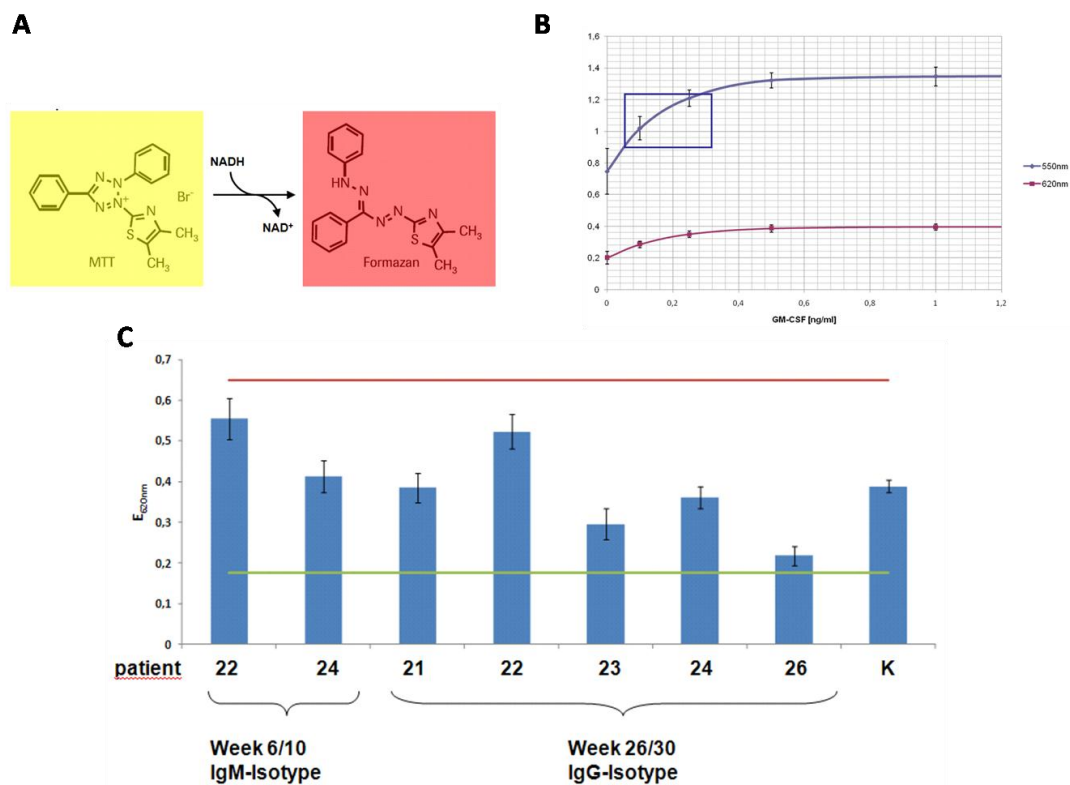 A
NADH
NAD⁺
N
N
N⁺
N
Br⁻
N
S
CH₃
CH₃
MTT
HN
N
N
N
N
S
CH₃
CH₃
Formazan
B
1,6
1,4
1,2
1
0,8
0,6
0,4
0,2
0
0 0,2 0,4 0,6 0,8 1 1,2
GM-CSF [ng/ml]
550nm
620nm
C
0,7
0,6
0,5
0,4
0,3
0,2
0,1
0
E620nm
patient 22 24 21 22 23 24 26 K
Week 6/10
IgM-Isotype
Week 26/30
IgG-Isotype